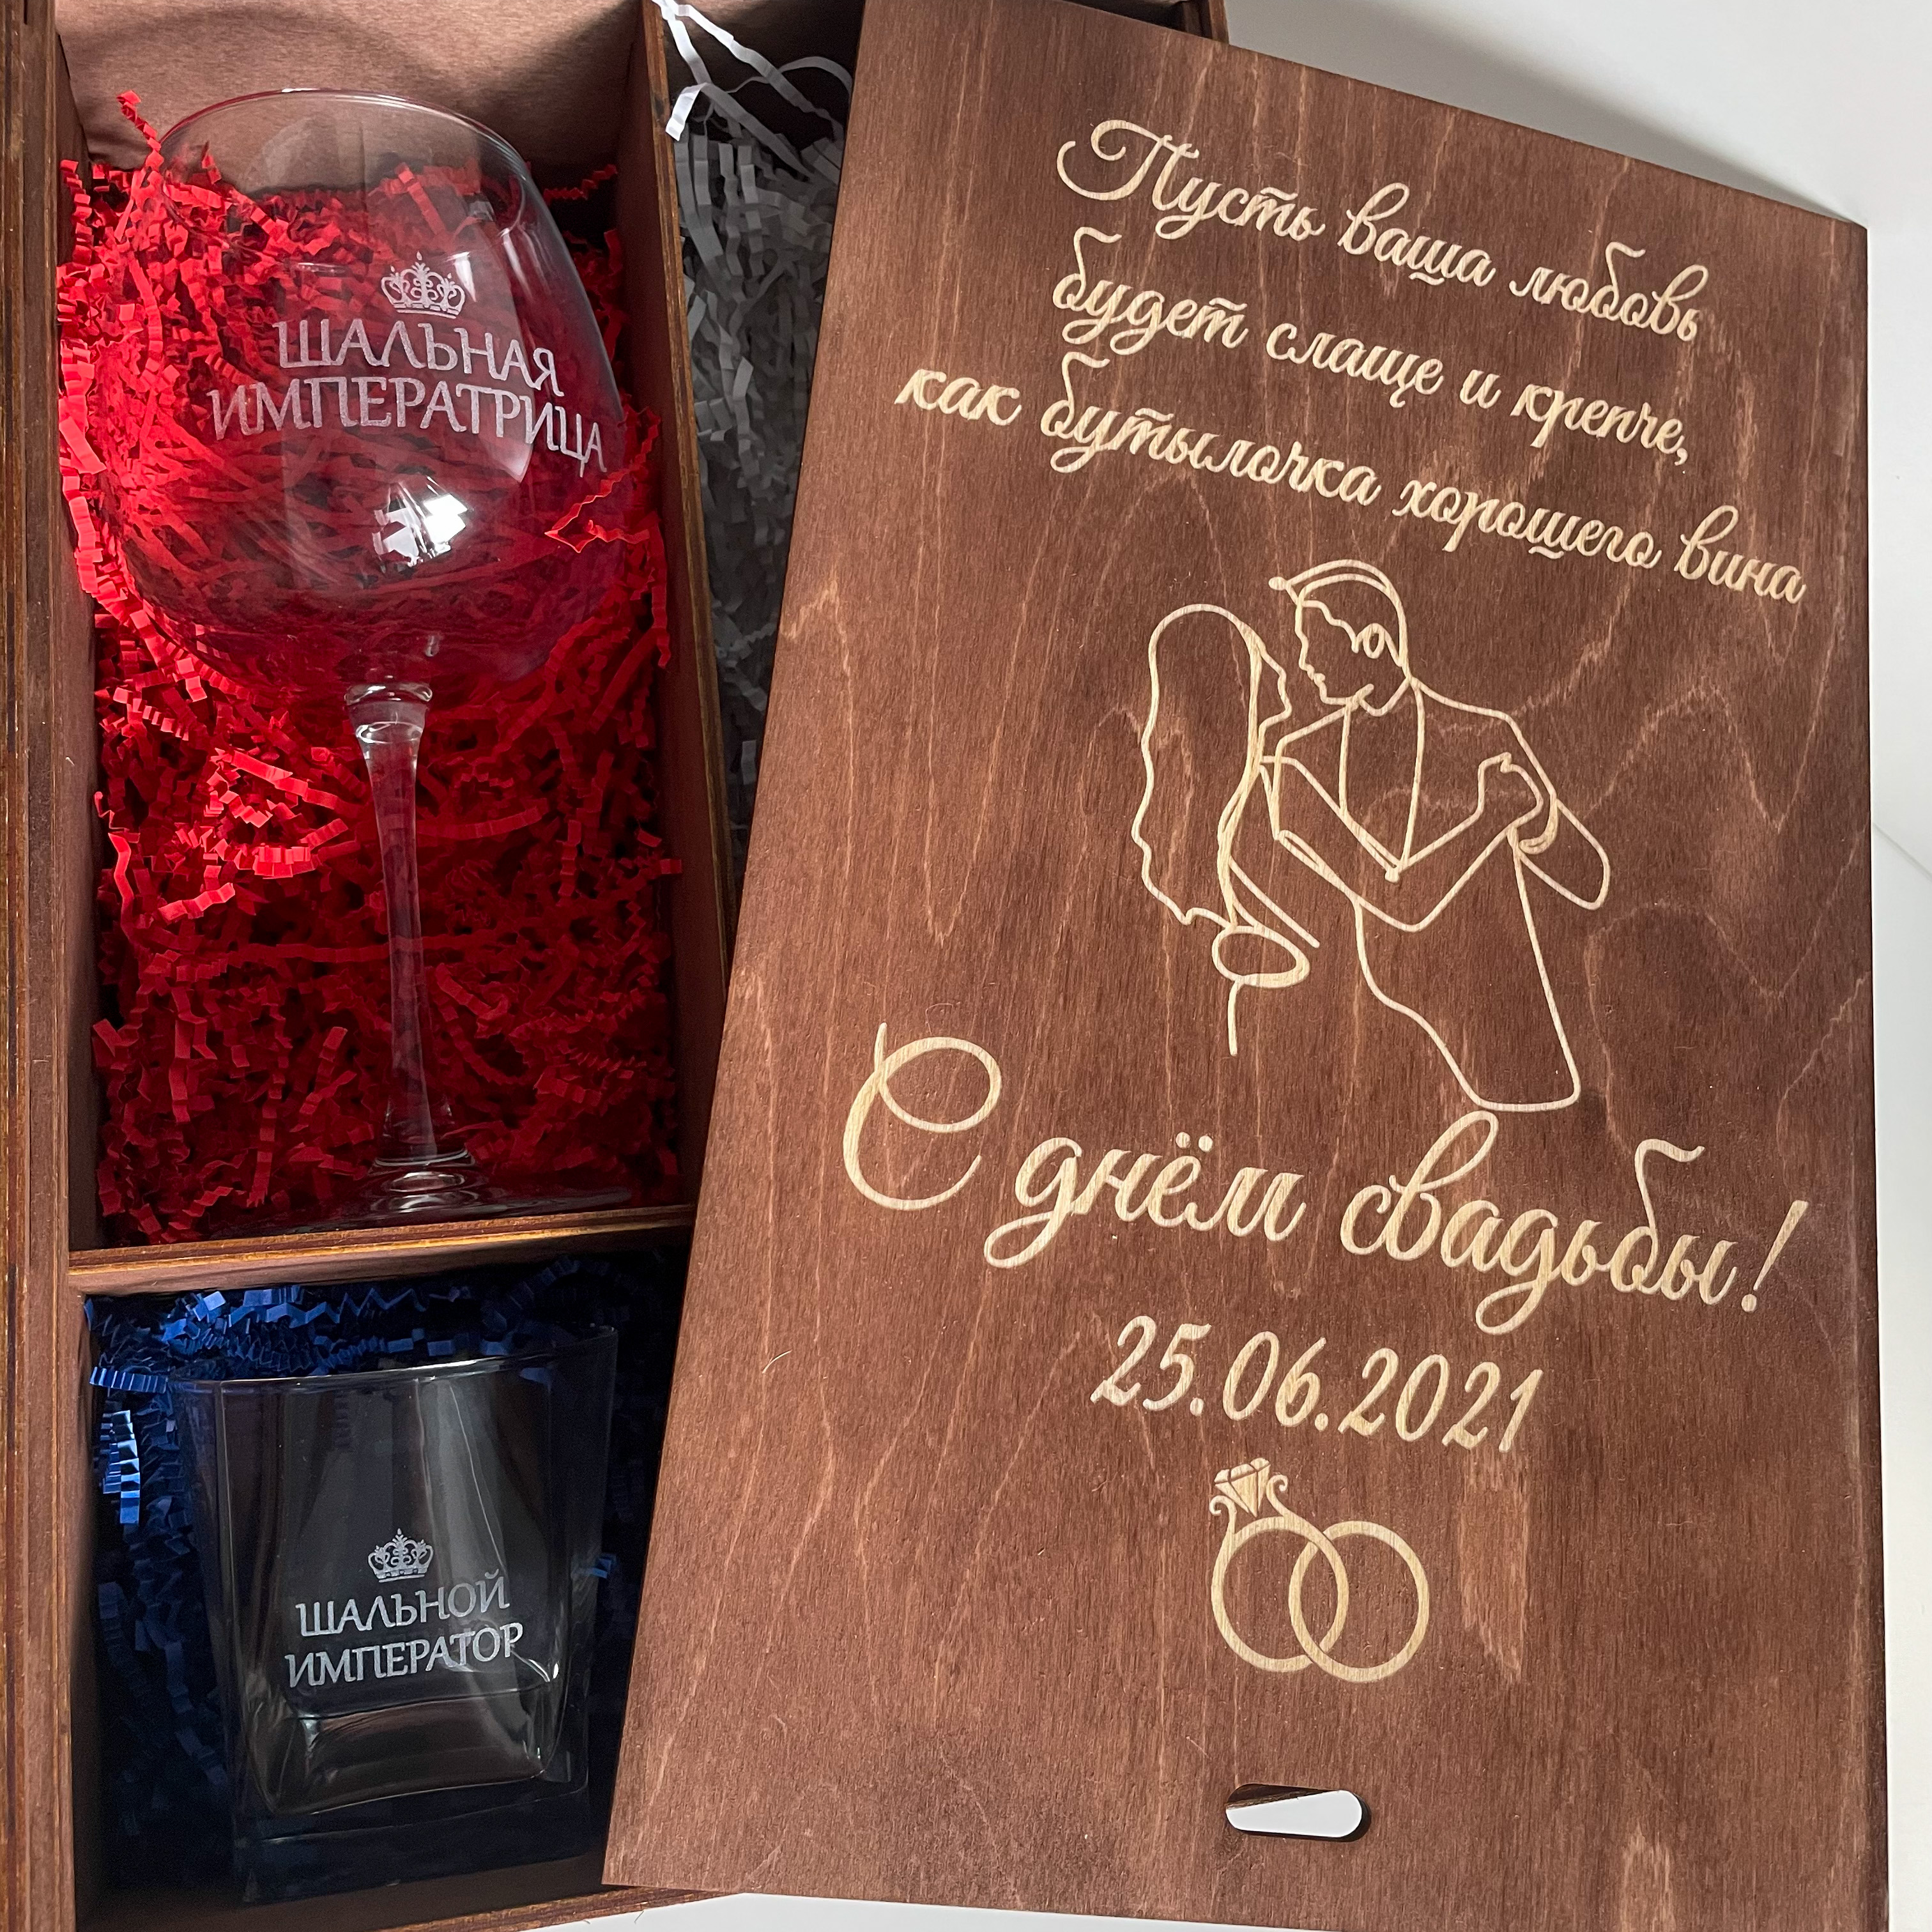 ШАЛЬНАЯ
ИМПЕРАТРИЦА
ШАЛЬНОЙ
ИМПЕРАТОР
Пусть ваша любовь
будет слаще и крепче,
как бутылочка хорошего вина
С днём свадьбы!
25.06.2021